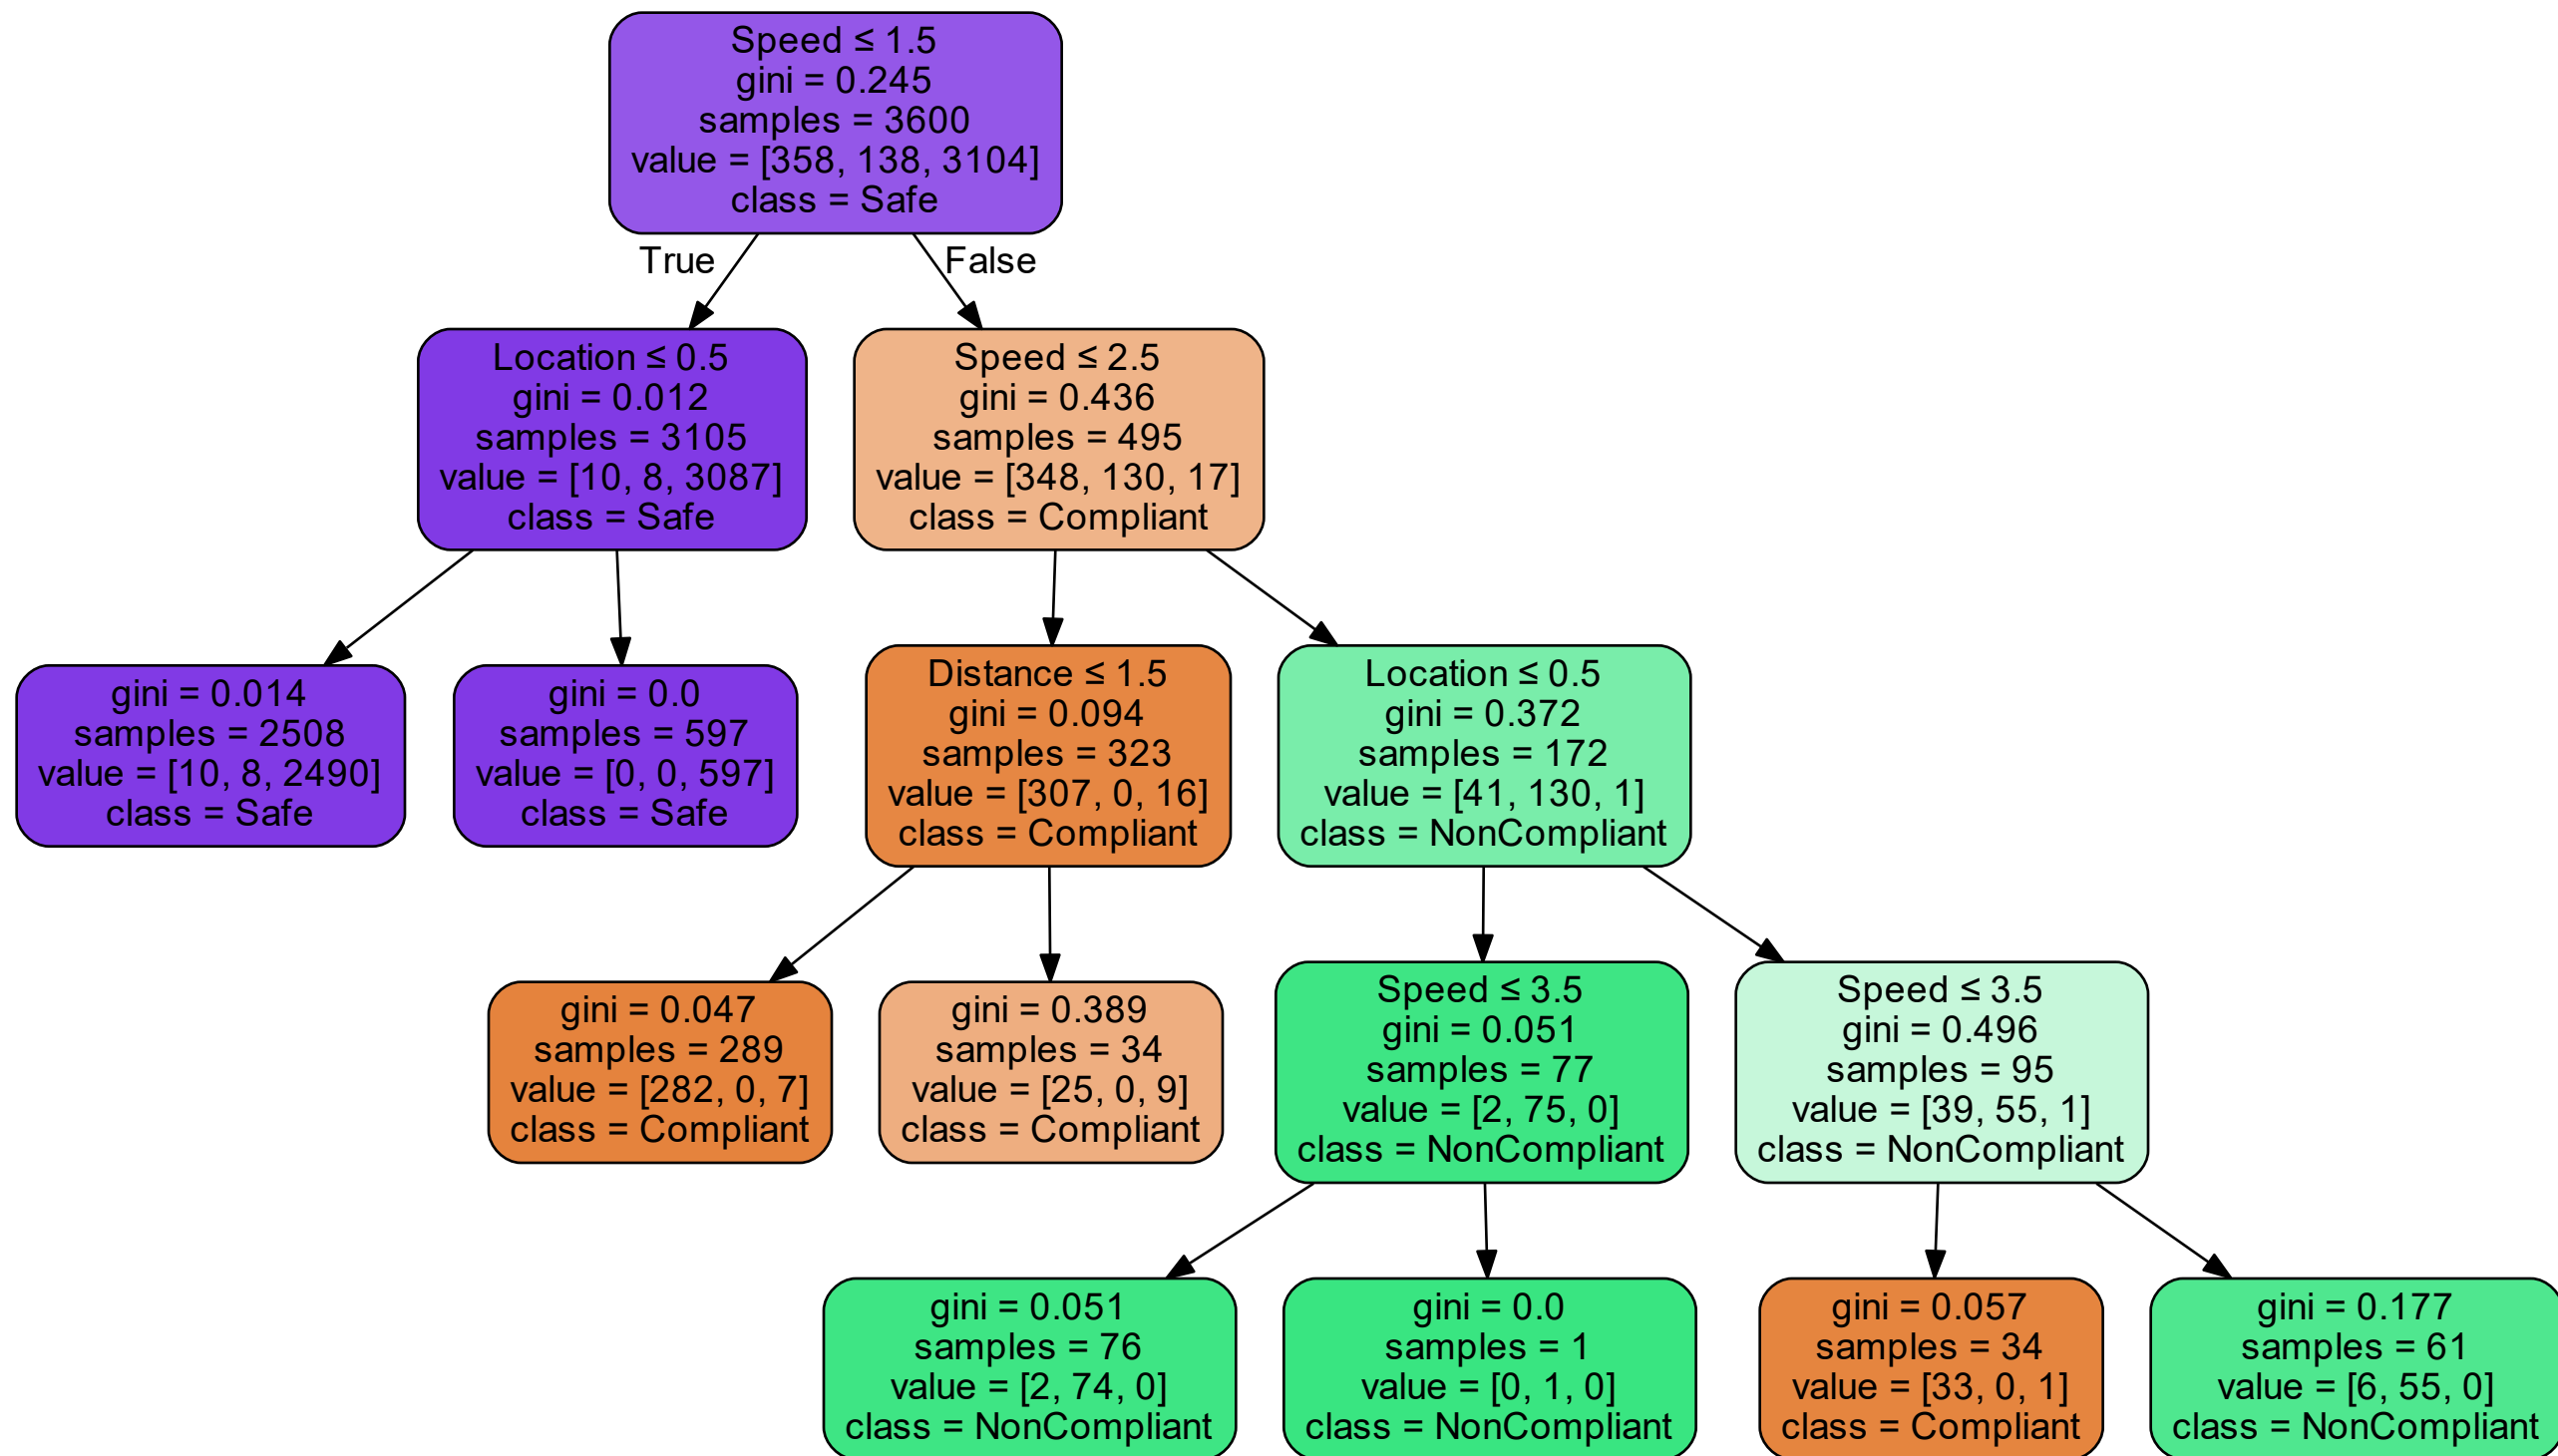 Speed ≤ 1.5
gini = 0.245
samples = 3600
value = [358, 138, 3104]
class = Safe
True
False
Location ≤ 0.5
gini = 0.012
samples = 3105
value = [10, 8, 3087]
class = Safe
Speed ≤ 2.5
gini = 0.436
samples = 495
value = [348, 130, 17]
class = Compliant
gini = 0.014
samples = 2508
value = [10, 8, 2490]
class = Safe
gini = 0.0
samples = 597
value = [0, 0, 597]
class = Safe
Distance ≤ 1.5
gini = 0.094
samples = 323
value = [307, 0, 16]
class = Compliant
Location ≤ 0.5
gini = 0.372
samples = 172
value = [41, 130, 1]
class = NonCompliant
gini = 0.047
samples = 289
value = [282, 0, 7]
class = Compliant
gini = 0.389
samples = 34
value = [25, 0, 9]
class = Compliant
Speed ≤ 3.5
gini = 0.051
samples = 77
value = [2, 75, 0]
class = NonCompliant
Speed ≤ 3.5
gini = 0.496
samples = 95
value = [39, 55, 1]
class = NonCompliant
gini = 0.051
samples = 76
value = [2, 74, 0]
class = NonCompliant
gini = 0.0
samples = 1
value = [0, 1, 0]
class = NonCompliant
gini = 0.057
samples = 34
value = [33, 0, 1]
class = Compliant
gini = 0.177
samples = 61
value = [6, 55, 0]
class = NonCompliant